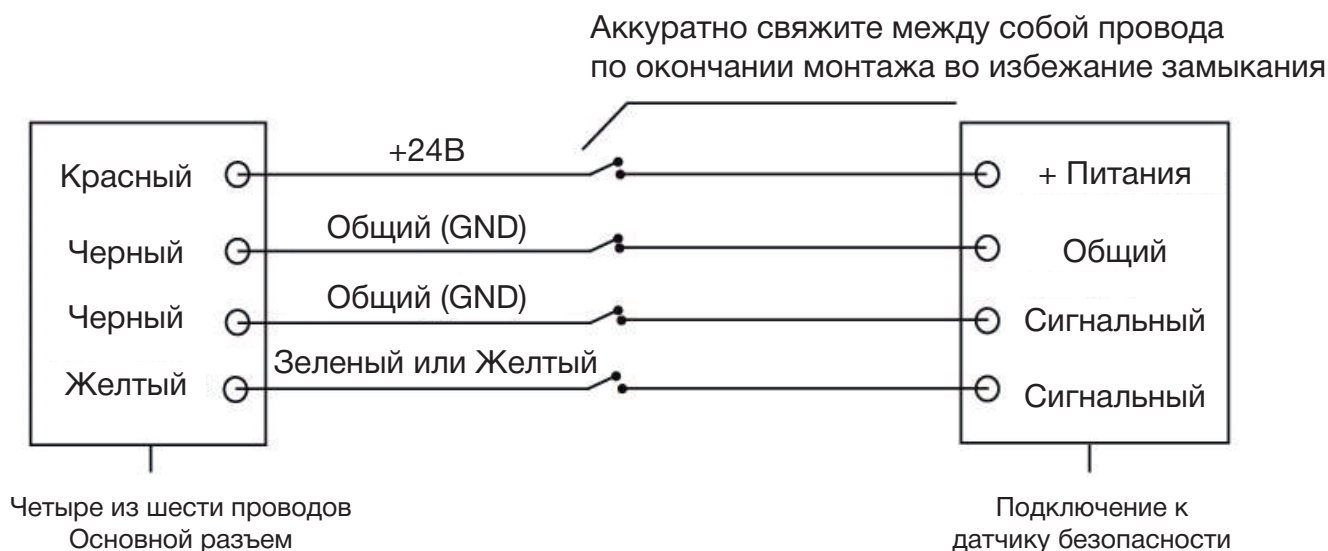 Аккуратно свяжите между собой провода
по окончании монтажа во избежание замыкания
Красный +24В + Питания
Черный Общий (GND) Общий
Черный Общий (GND) Сигнальный
Желтый Зеленый или Желтый Сигнальный
Четыре из шести проводов
Основной разъем
Подключение к
датчику безопасности